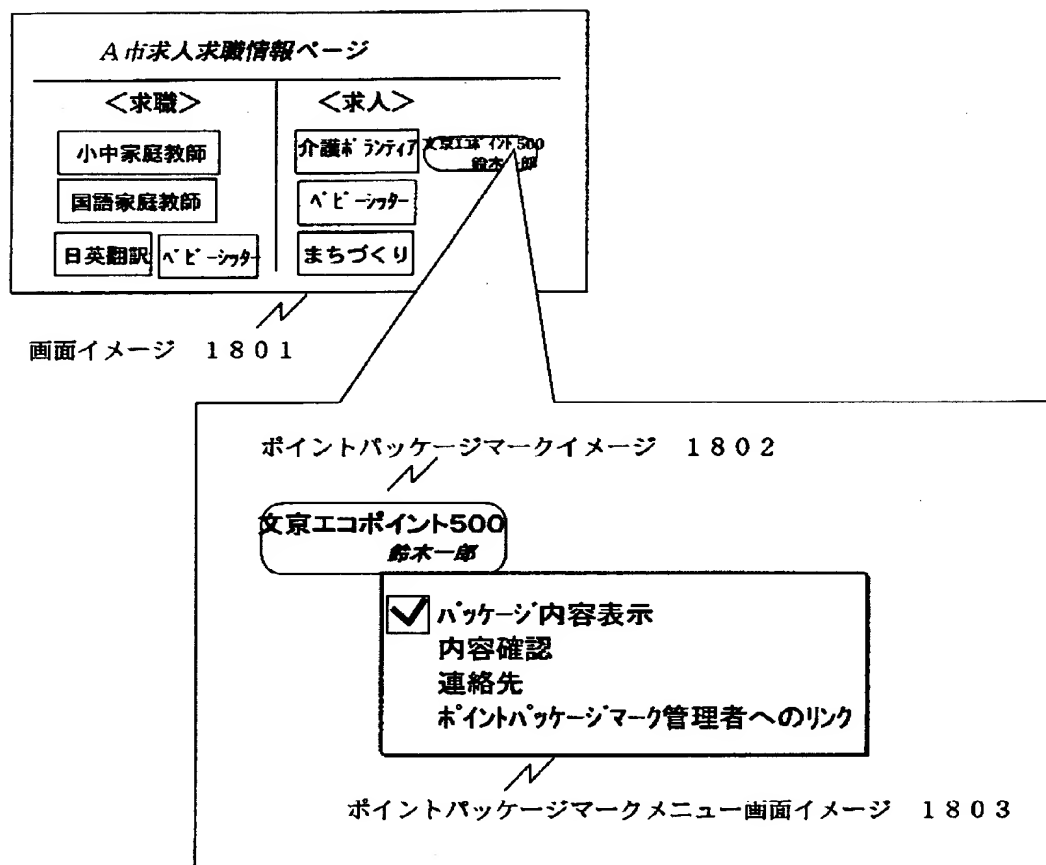 A市求人求職情報ページ
＜求職＞
＜求人＞
小中家庭教師
介護ボランティア
文京エコポイント500
鈴木一郎
国語家庭教師
ベビーシッター
日英翻訳
ベビーシッター
まちづくり
画面イメージ　１８０１
ポイントパッケージマークイメージ　１８０２
文京エコポイント500
鈴木一郎
パッケージ内容表示
内容確認
連絡先
ポイントパッケージマーク管理者へのリンク
ポイントパッケージマークメニュー画面イメージ　１８０３